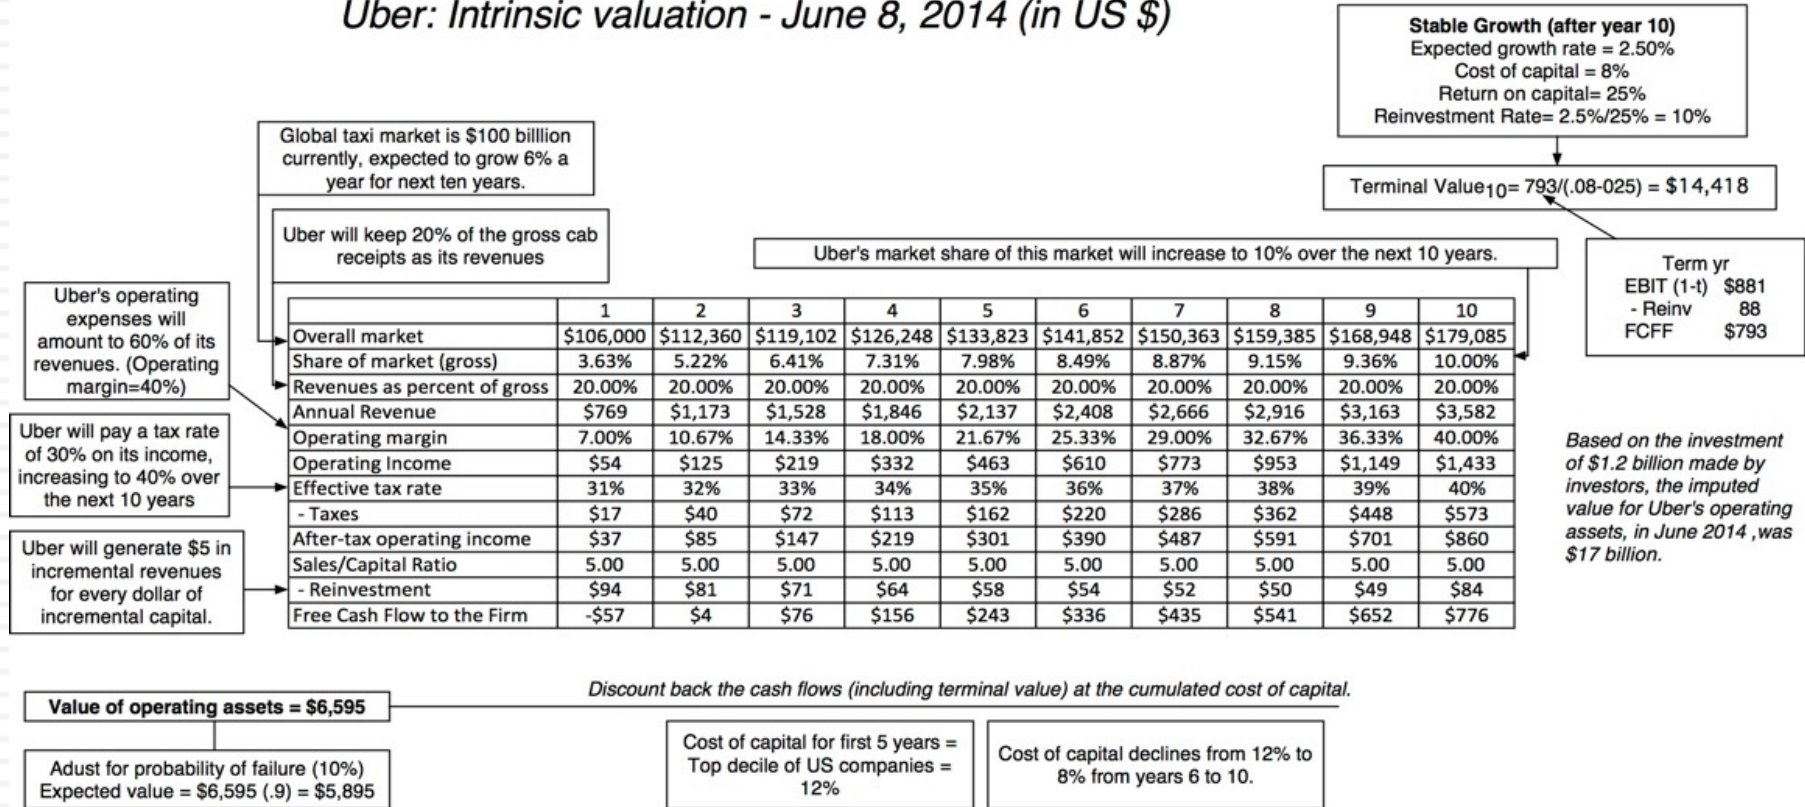 Uber: Intrinsic valuation - June 8, 2014 (in US $)
Stable Growth (after year 10)
Expected growth rate = 2.50%
Cost of capital = 8%
Return on capital= 25%
Reinvestment Rate= 2.5%/25% = 10%
Global taxi market is $100 billlion
currently, expected to grow 6% a
year for next ten years.
Terminal Value10= 793/(.08-025) = $14,418
Uber will keep 20% of the gross cab
receipts as its revenues
Uber's market share of this market will increase to 10% over the next 10 years.
Term yr
EBIT (1-t) $881
- Reinv 88
FCFF $793
Uber's operating
expenses will
amount to 60% of its
revenues. (Operating
margin=40%)
1 2 3 4 5 6 7 8 9 10
Overall market $106,000 $112,360 $119,102 $126,248 $133,823 $141,852 $150,363 $159,385 $168,948 $179,085
Share of market (gross) 3.63% 5.22% 6.41% 7.31% 7.98% 8.49% 8.87% 9.15% 9.36% 10.00%
Revenues as percent of gross 20.00% 20.00% 20.00% 20.00% 20.00% 20.00% 20.00% 20.00% 20.00% 20.00%
Annual Revenue $769 $1,173 $1,528 $1,846 $2,137 $2,408 $2,666 $2,916 $3,163 $3,582
Operating margin 7.00% 10.67% 14.33% 18.00% 21.67% 25.33% 29.00% 32.67% 36.33% 40.00%
Operating Income $54 $125 $219 $332 $463 $610 $773 $953 $1,149 $1,433
Effective tax rate 31% 32% 33% 34% 35% 36% 37% 38% 39% 40%
- Taxes $17 $40 $72 $113 $162 $220 $286 $362 $448 $573
After-tax operating income $37 $85 $147 $219 $301 $390 $487 $591 $701 $860
Sales/Capital Ratio 5.00 5.00 5.00 5.00 5.00 5.00 5.00 5.00 5.00 5.00
- Reinvestment $94 $81 $71 $64 $58 $54 $52 $50 $49 $84
Free Cash Flow to the Firm -$57 $4 $76 $156 $243 $336 $435 $541 $652 $776
Uber will pay a tax rate
of 30% on its income,
increasing to 40% over
the next 10 years
Uber will generate $5 in
incremental revenues
for every dollar of
incremental capital.
Based on the investment
of $1.2 billion made by
investors, the imputed
value for Uber's operating
assets, in June 2014 ,was
$17 billion.
Discount back the cash flows (including terminal value) at the cumulated cost of capital.
Value of operating assets = $6,595
Adust for probability of failure (10%)
Expected value = $6,595 (.9) = $5,895
Cost of capital for first 5 years =
Top decile of US companies =
12%
Cost of capital declines from 12% to
8% from years 6 to 10.